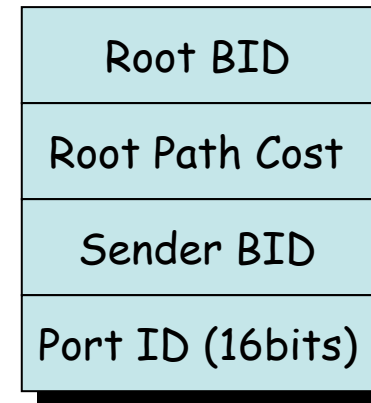 Root BID
Root Path Cost
Sender BID
Port ID (16bits)